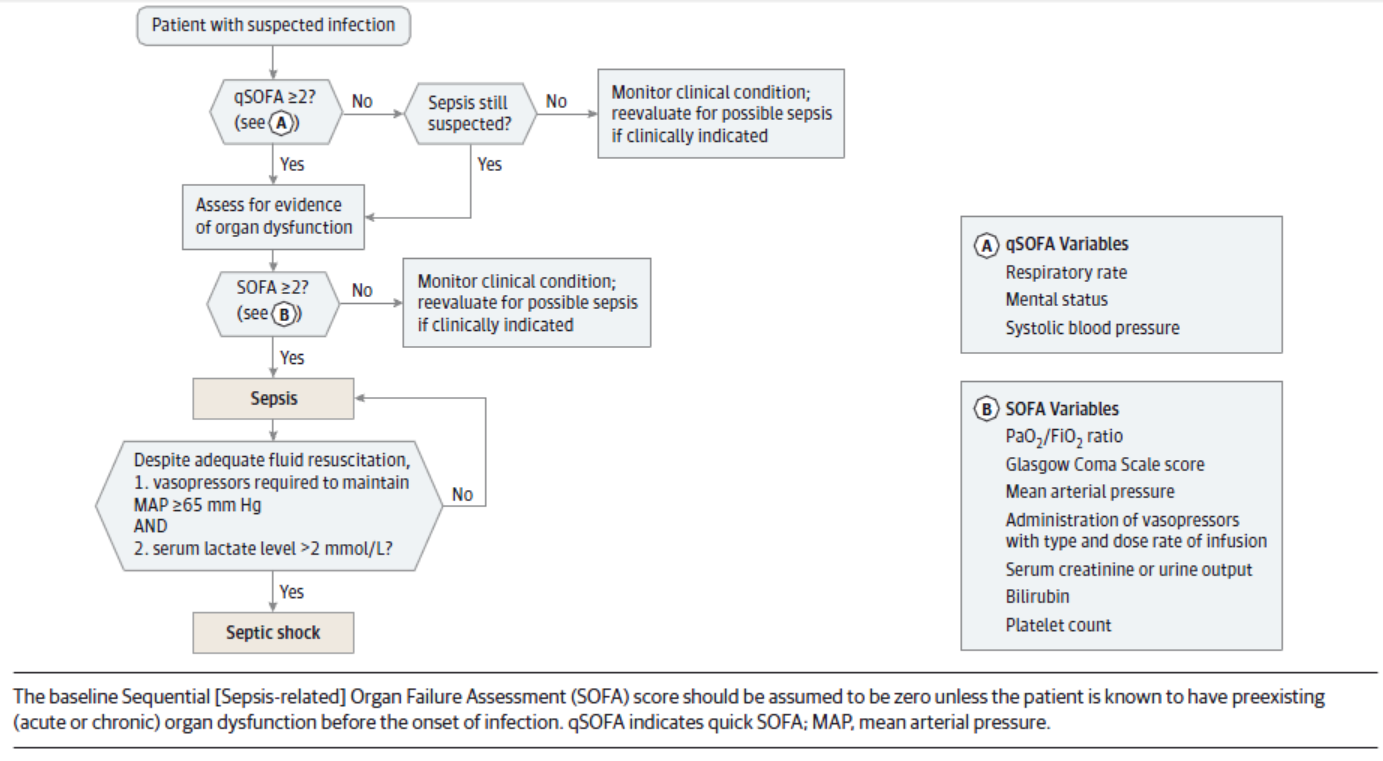 Patient with suspected infection
qSOFA ≥2?
(see A)
No
Sepsis still
suspected?
No
Monitor clinical condition;
reevaluate for possible sepsis
if clinically indicated
Yes
Yes
Assess for evidence
of organ dysfunction
SOFA ≥2?
(see B)
No
Monitor clinical condition;
reevaluate for possible sepsis
if clinically indicated
Yes
Sepsis
Despite adequate fluid resuscitation,
1. vasopressors required to maintain
MAP ≥65 mm Hg
AND
2. serum lactate level >2 mmol/L?
No
Yes
Septic shock
A qSOFA Variables
Respiratory rate
Mental status
Systolic blood pressure
B SOFA Variables
PaO₂/FiO₂ ratio
Glasgow Coma Scale score
Mean arterial pressure
Administration of vasopressors
with type and dose rate of infusion
Serum creatinine or urine output
Bilirubin
Platelet count
The baseline Sequential [Sepsis-related] Organ Failure Assessment (SOFA) score should be assumed to be zero unless the patient is known to have preexisting
(acute or chronic) organ dysfunction before the onset of infection. qSOFA indicates quick SOFA; MAP, mean arterial pressure.